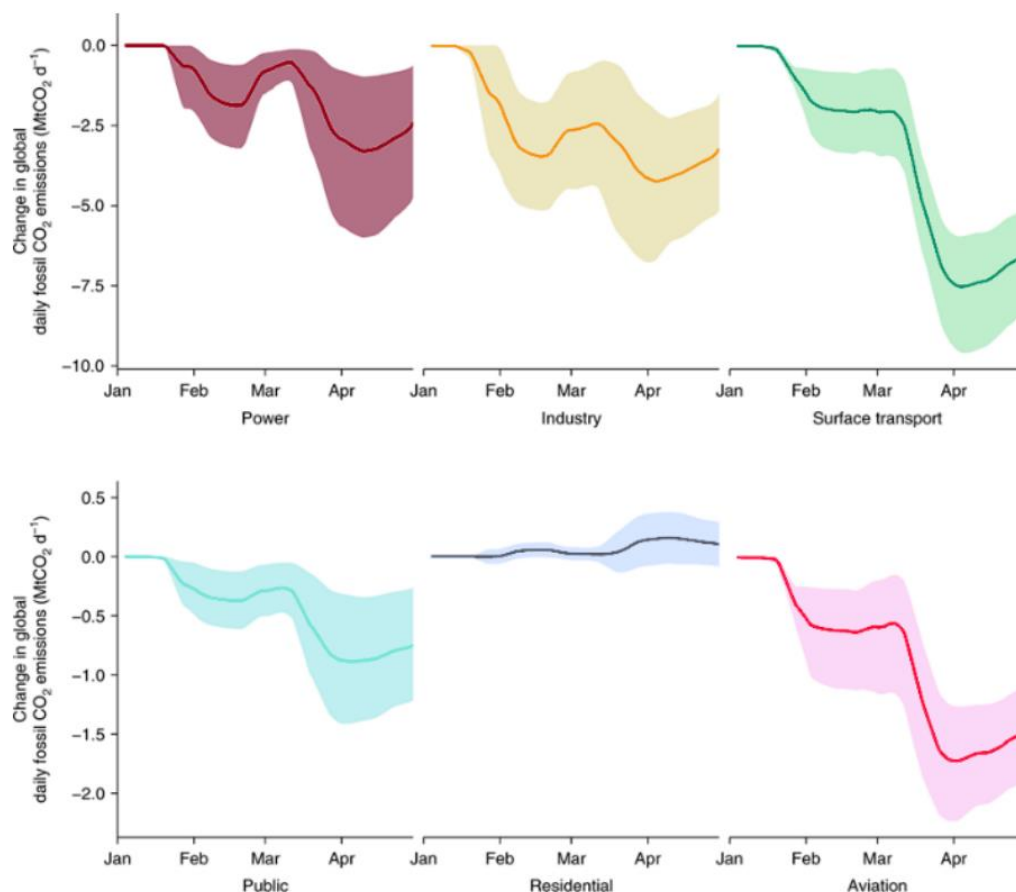 Change in global
daily fossil CO₂ emissions (MtCO₂ d⁻¹)
0.0
−2.5
−5.0
−7.5
−10.0
Jan Feb Mar Apr Jan Feb Mar Apr Jan Feb Mar Apr
Power Industry Surface transport
Change in global
daily fossil CO₂ emissions (MtCO₂ d⁻¹)
0.5
0.0
−0.5
−1.0
−1.5
−2.0
Jan Feb Mar Apr Jan Feb Mar Apr Jan Feb Mar Apr
Public Residential Aviation